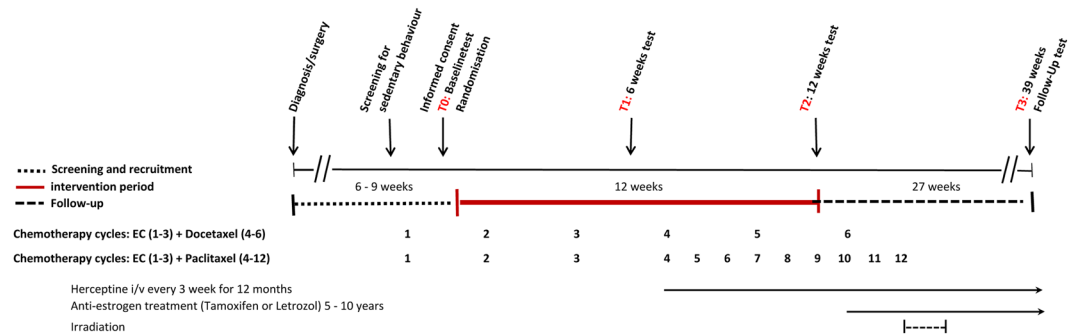 Diagnosis/surgery
Screening for
sedentary behaviour
Informed consent
T0: Baselinetest
Randomisation
T1: 6 weeks test
T2: 12 weeks test
T3: 39 weeks
Follow-Up test
Screening and recruitment
intervention period
Follow-up
6 - 9 weeks 12 weeks 27 weeks
Chemotherapy cycles: EC (1-3) + Docetaxel (4-6) 1 2 3 4 5 6
Chemotherapy cycles: EC (1-3) + Paclitaxel (4-12) 1 2 3 4 5 6 7 8 9 10 11 12
Herceptine i/v every 3 week for 12 months
Anti-estrogen treatment (Tamoxifen or Letrozol) 5 - 10 years
Irradiation